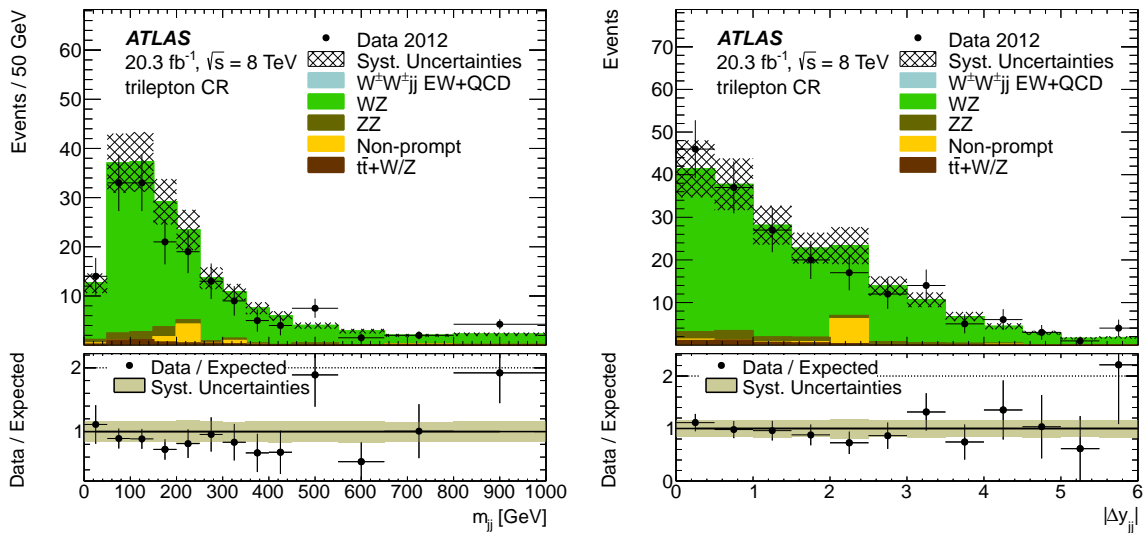 Events / 50 GeV
60
50
40
30
20
10
ATLAS
20.3 fb⁻¹, √s = 8 TeV
trilepton CR
Data 2012
Syst. Uncertainties
W±W±jj EW+QCD
WZ
ZZ
Non-prompt
tt̄+W/Z
Data / Expected
2
1
Data / Expected
Syst. Uncertainties
0 100 200 300 400 500 600 700 800 900 1000
m_jj [GeV]
Events
70
60
50
40
30
20
10
ATLAS
20.3 fb⁻¹, √s = 8 TeV
trilepton CR
Data 2012
Syst. Uncertainties
W±W±jj EW+QCD
WZ
ZZ
Non-prompt
tt̄+W/Z
Data / Expected
2
1
0
Data / Expected
Syst. Uncertainties
0 1 2 3 4 5 6
|Δy_jj|